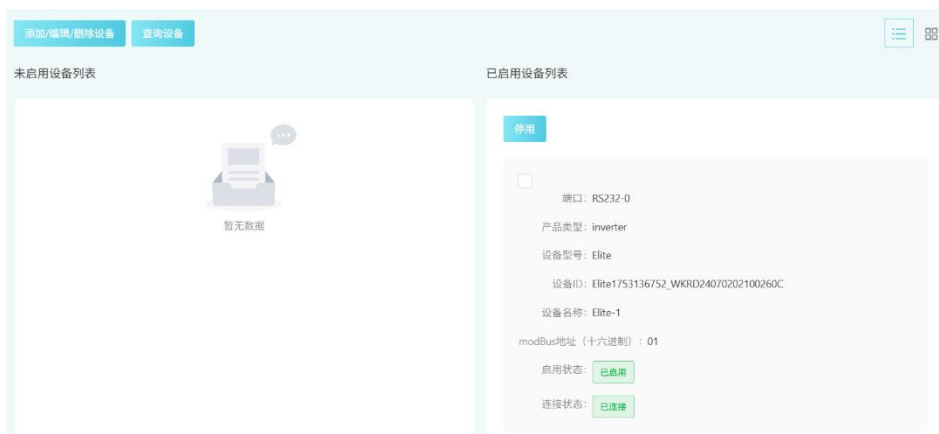 添加/编辑/删除设备
查询设备
未启用设备列表
暂无数据
已启用设备列表
停用
端口：RS232-0
产品类型：inverter
设备型号：Elite
设备ID：Elite1753136752_WKRD24070202100260C
设备名称：Elite-1
modBus地址（十六进制）：01
启用状态：已启用
连接状态：已连接